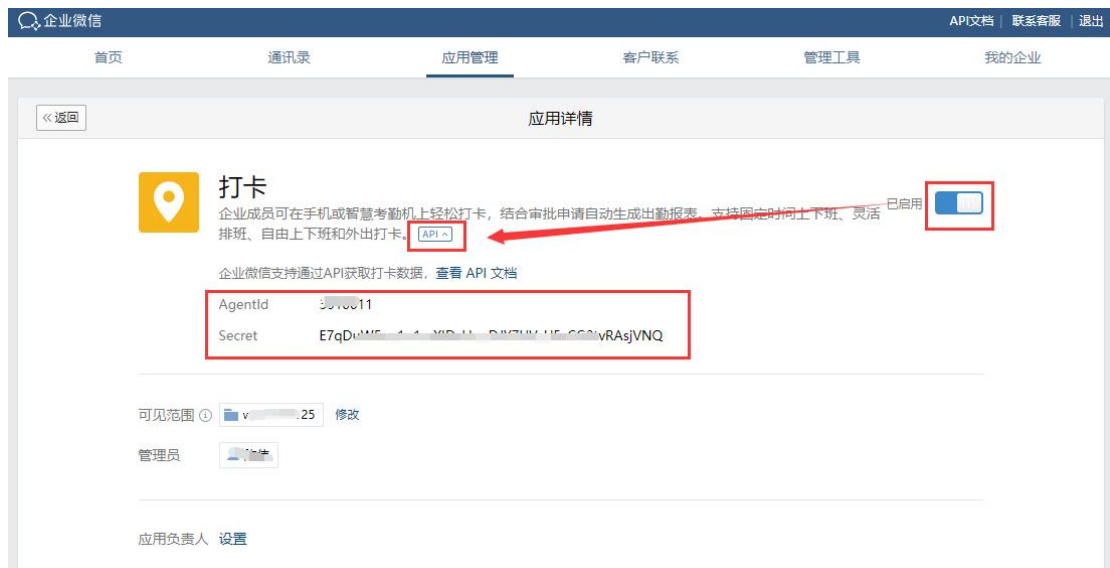 企业微信
API文档 | 联系客服 | 退出
首页 通讯录 应用管理 客户联系 管理工具 我的企业
<<返回
应用详情
打卡
企业成员可在手机或智慧考勤机上轻松打卡，结合审批申请自动生成出勤报表。支持固定时间上下班、灵活
排班、自由上下班和外出打卡。 API
已启用
企业微信支持通过API获取打卡数据，查看 API 文档
AgentId 11
Secret E7qDuW vRAsjVNQ
可见范围 v .25 修改
管理员
应用负责人 设置